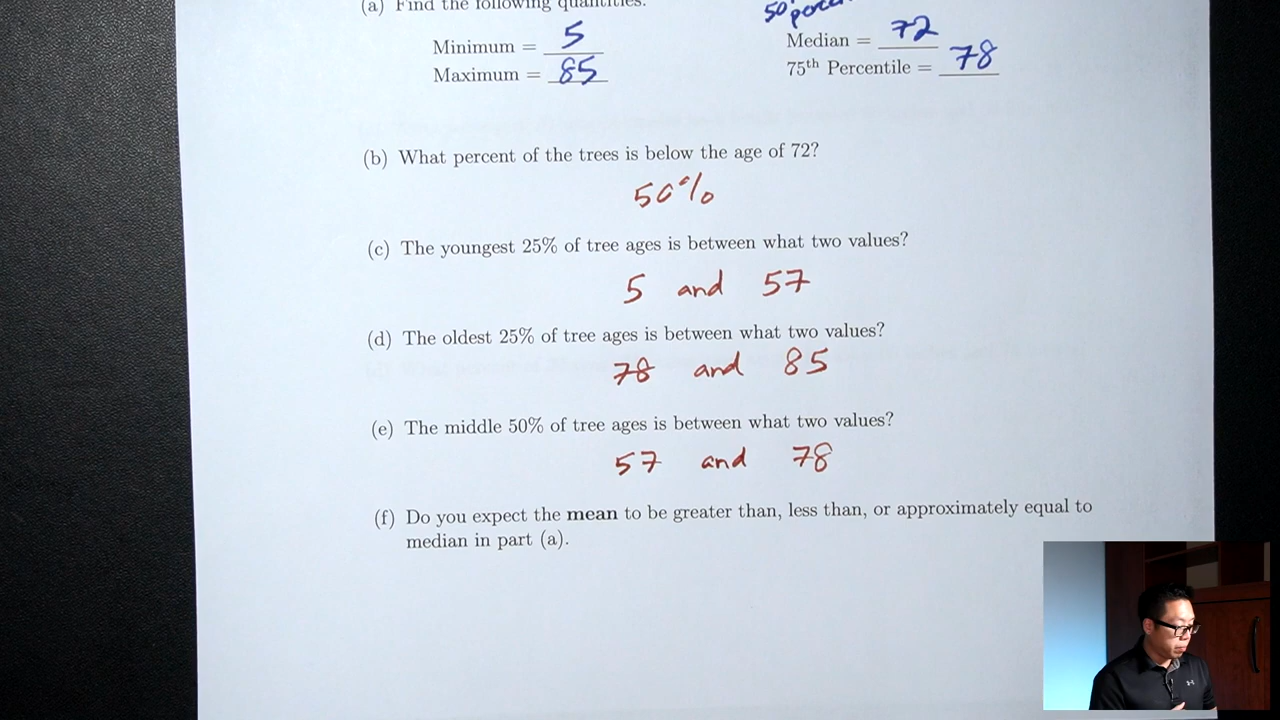 (a) Find the following quantities.
50
Minimum = 5
Median = 72
Maximum = 85
75th Percentile = 78
(b) What percent of the trees is below the age of 72?
50%
(c) The youngest 25% of tree ages is between what two values?
5 and 57
(d) The oldest 25% of tree ages is between what two values?
78 and 85
(e) The middle 50% of tree ages is between what two values?
57 and 78
(f) Do you expect the mean to be greater than, less than, or approximately equal to
median in part (a).